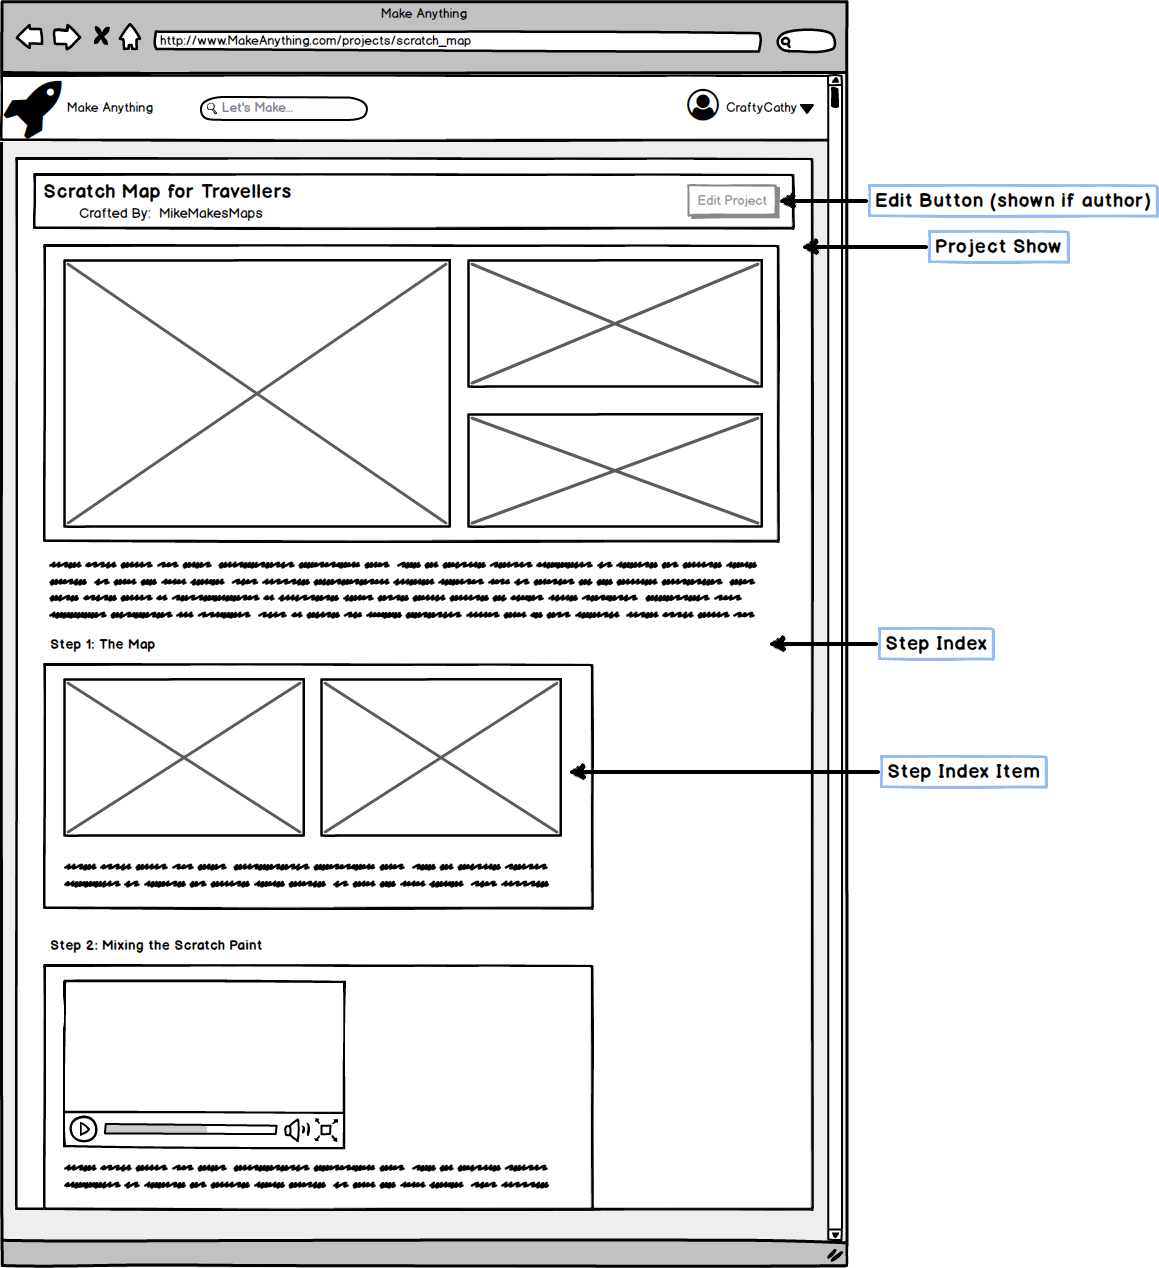 Make Anything
http://www.MakeAnything.com/projects/scratch_map
Make Anything
Let's Make...
CraftyCathy
Scratch Map for Travellers
Crafted By: MikeMakesMaps
Edit Project
Edit Button (shown if author)
Project Show
Step 1: The Map
Step Index
Step Index Item
Step 2: Mixing the Scratch Paint